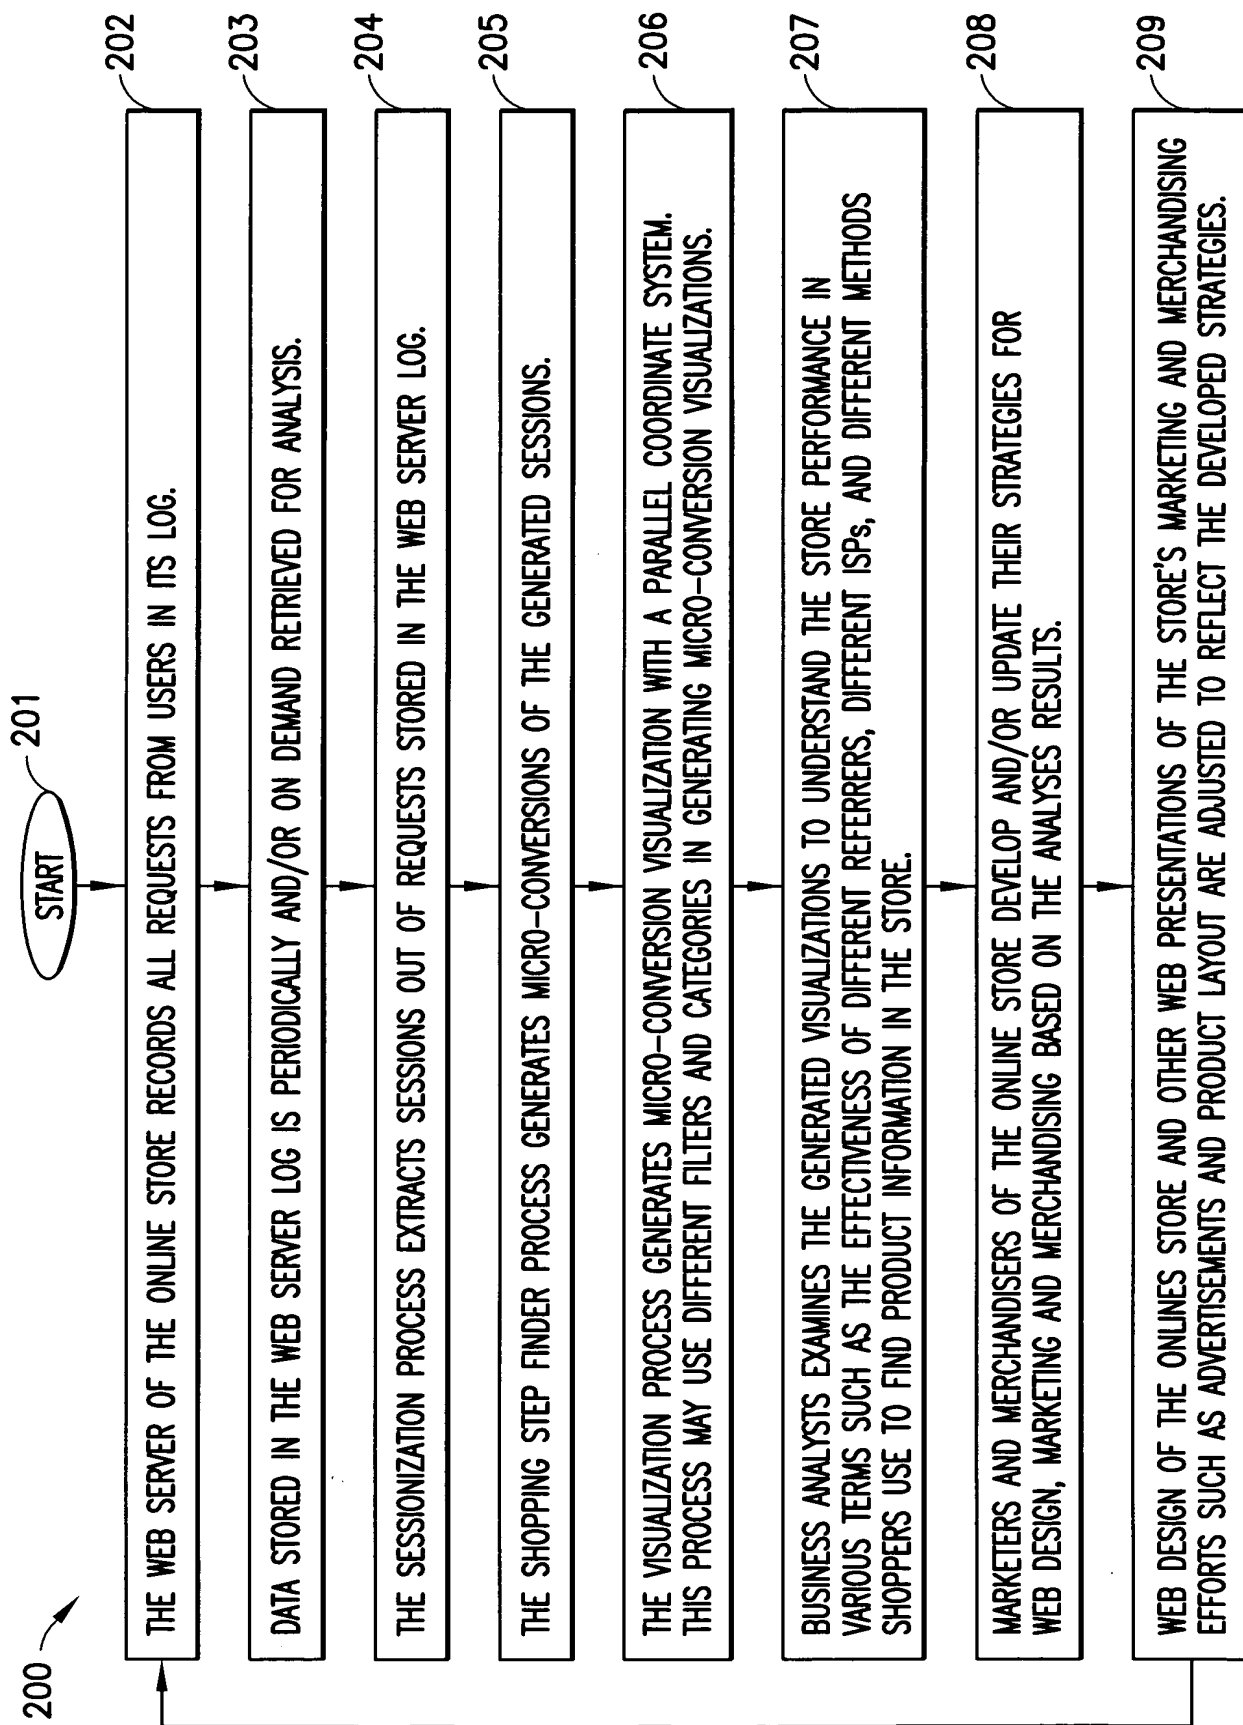 200
START
201
THE WEB SERVER OF THE ONLINE STORE RECORDS ALL REQUESTS FROM USERS IN ITS LOG.
202
DATA STORED IN THE WEB SERVER LOG IS PERIODICALLY AND/OR ON DEMAND RETRIEVED FOR ANALYSIS.
203
THE SESSIONIZATION PROCESS EXTRACTS SESSIONS OUT OF REQUESTS STORED IN THE WEB SERVER LOG.
204
THE SHOPPING STEP FINDER PROCESS GENERATES MICRO-CONVERSIONS OF THE GENERATED SESSIONS.
205
THE VISUALIZATION PROCESS GENERATES MICRO-CONVERSION VISUALIZATION WITH A PARALLEL COORDINATE SYSTEM.
THIS PROCESS MAY USE DIFFERENT FILTERS AND CATEGORIES IN GENERATING MICRO-CONVERSION VISUALIZATIONS.
206
BUSINESS ANALYSTS EXAMINES THE GENERATED VISUALIZATIONS TO UNDERSTAND THE STORE PERFORMANCE IN
VARIOUS TERMS SUCH AS THE EFFECTIVENESS OF DIFFERENT REFERRERS, DIFFERENT ISPs, AND DIFFERENT METHODS
SHOPPERS USE TO FIND PRODUCT INFORMATION IN THE STORE.
207
MARKETERS AND MERCHANDISERS OF THE ONLINE STORE DEVELOP AND/OR UPDATE THEIR STRATEGIES FOR
WEB DESIGN, MARKETING AND MERCHANDISING BASED ON THE ANALYSES RESULTS.
208
WEB DESIGN OF THE ONLINES STORE AND OTHER WEB PRESENTATIONS OF THE STORE'S MARKETING AND MERCHANDISING
EFFORTS SUCH AS ADVERTISEMENTS AND PRODUCT LAYOUT ARE ADJUSTED TO REFLECT THE DEVELOPED STRATEGIES.
209